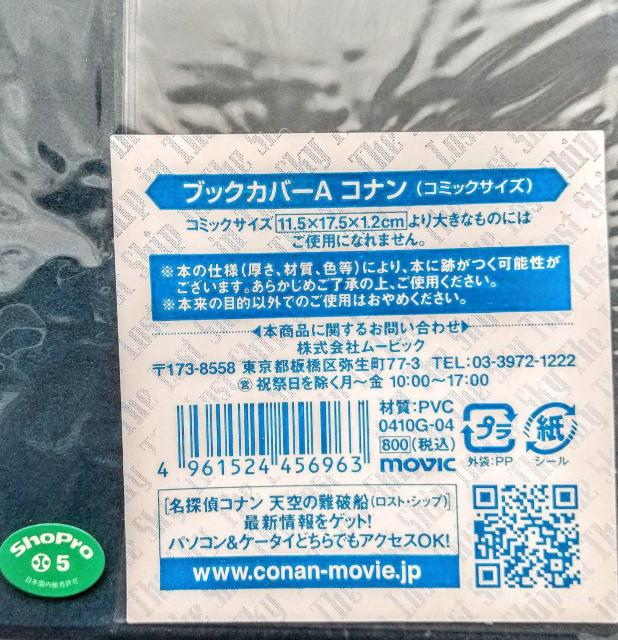 ブックカバーA コナン（コミックサイズ）
コミックサイズ 11.5×17.5×1.2cm より大きなものには
ご使用になれません。
※本の仕様（厚さ、材質、色等）により、本に跡がつく可能性が
ございます。あらかじめご了承の上、ご使用ください。
※本来の目的以外でのご使用はおやめください。
本商品に関するお問い合わせ
株式会社ムービック
〒173-8558 東京都板橋区弥生町77-3 TEL:03-3972-1222
㊡ 祝祭日を除く月～金 10:00～17:00
材質:PVC
0410G-04
800（税込）
movic
4 961524 456963
プラ
外袋:PP
紙
シール
［名探偵コナン 天空の難破船（ロスト・シップ）］
最新情報をゲット!
パソコン&ケータイどちらでもアクセスOK!
www.conan-movie.jp
ShoPro
5
日本国内販売許可
The Lost Ship in The Sky